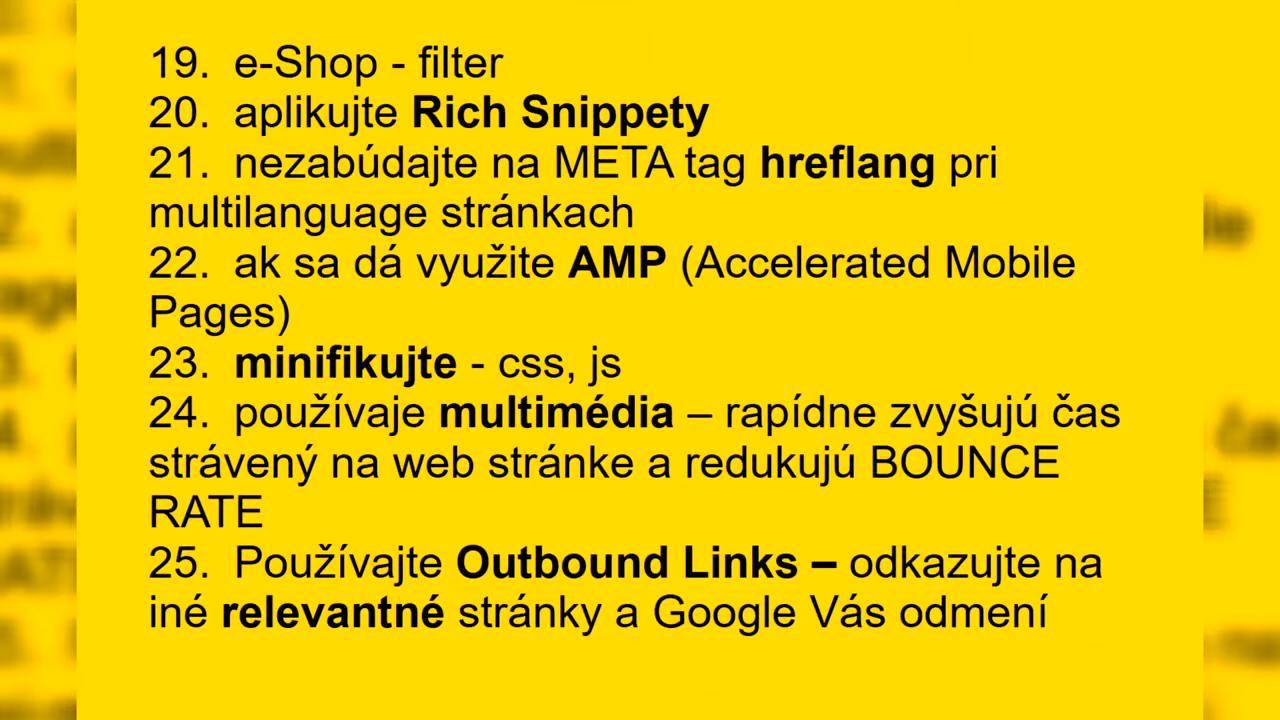 19. e-Shop - filter
20. aplikujte Rich Snippety
21. nezabúdajte na META tag hreflang pri
multilanguage stránkach
22. ak sa dá využite AMP (Accelerated Mobile
Pages)
23. minifikujte - css, js
24. používaje multimédia – rapídne zvyšujú čas
strávený na web stránke a redukujú BOUNCE
RATE
25. Používajte Outbound Links – odkazujte na
iné relevantné stránky a Google Vás odmení